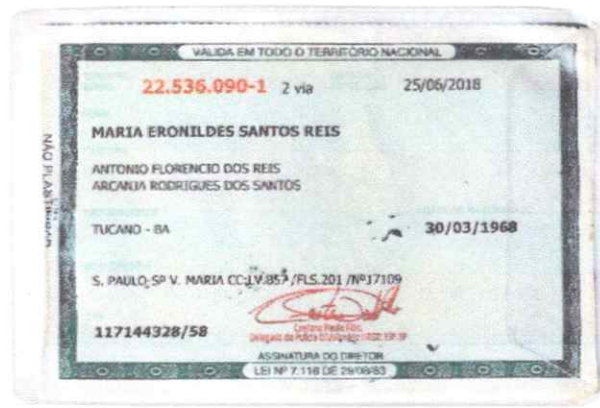 VÁLIDA EM TODO O TERRITÓRIO NACIONAL
22.536.090-1 2 via 25/06/2018
MARIA ERONILDES SANTOS REIS
ANTONIO FLORENCIO DOS REIS
ARCANJA RODRIGUES DOS SANTOS
TUCANO - BA 30/03/1968
S. PAULO-SP V. MARIA CC:LV.857 /FLS.201 /Nº17109
117144328/58
ASSINATURA DO DIRETOR
LEI Nº 7.116 DE 29/08/83
NÃO